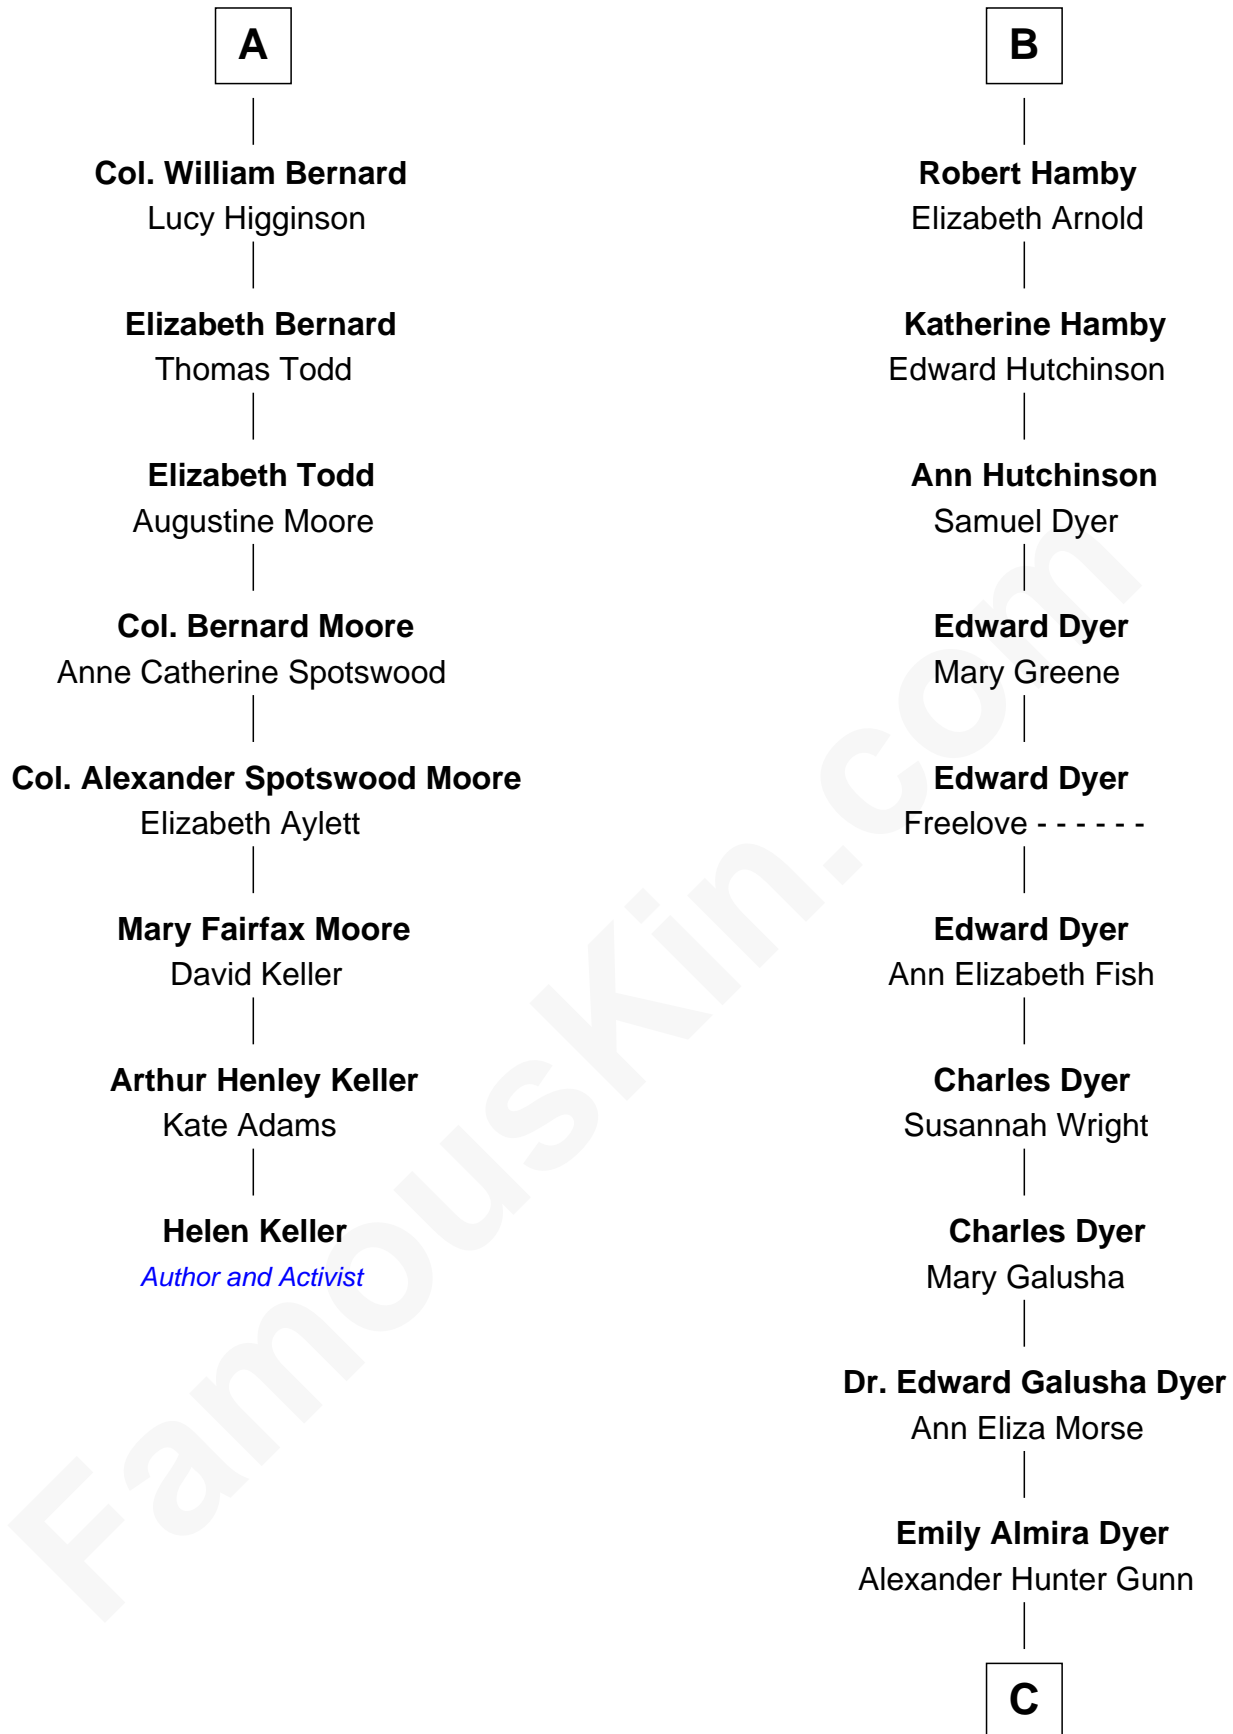 A
Col. William Bernard
Lucy Higginson
Elizabeth Bernard
Thomas Todd
Elizabeth Todd
Augustine Moore
Col. Bernard Moore
Anne Catherine Spotswood
Col. Alexander Spotswood Moore
Elizabeth Aylett
Mary Fairfax Moore
David Keller
Arthur Henley Keller
Kate Adams
Helen Keller
Author and Activist
B
Robert Hamby
Elizabeth Arnold
Katherine Hamby
Edward Hutchinson
Ann Hutchinson
Samuel Dyer
Edward Dyer
Mary Greene
Edward Dyer
Freelove - - - - - -
Edward Dyer
Ann Elizabeth Fish
Charles Dyer
Susannah Wright
Charles Dyer
Mary Galusha
Dr. Edward Galusha Dyer
Ann Eliza Morse
Emily Almira Dyer
Alexander Hunter Gunn
C
FamousKin.com